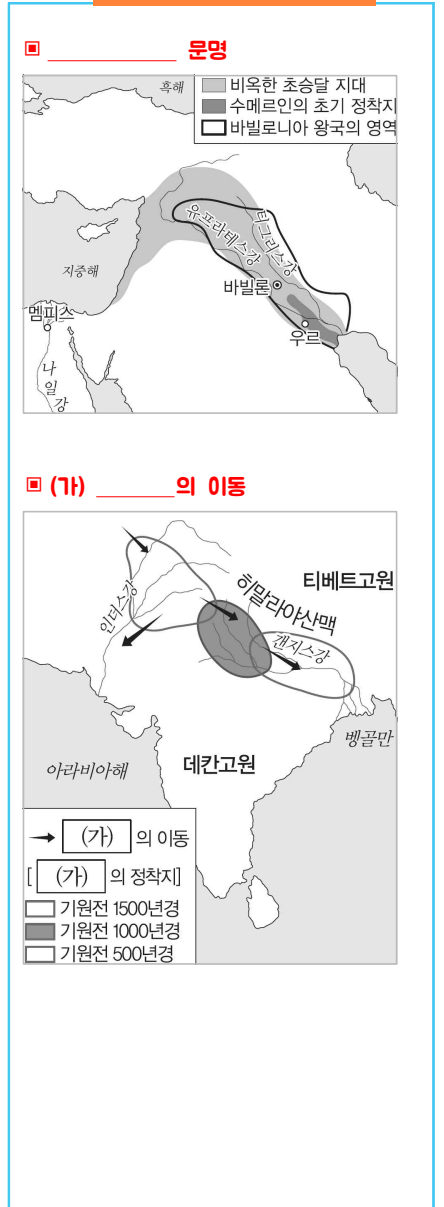 ▣ ____________ 문명
흑해
비옥한 초승달 지대
수메르인의 초기 정착지
바빌로니아 왕국의 영역
유프라테스강
티그리스강
지중해
바빌론
멤피스
우르
나일강
▣ (가) ________의 이동
티베트고원
히말라야산맥
인더스강
갠지스강
벵골만
아라비아해
데칸고원
→ (가) 의 이동
[ (가) 의 정착지]
기원전 1500년경
기원전 1000년경
기원전 500년경